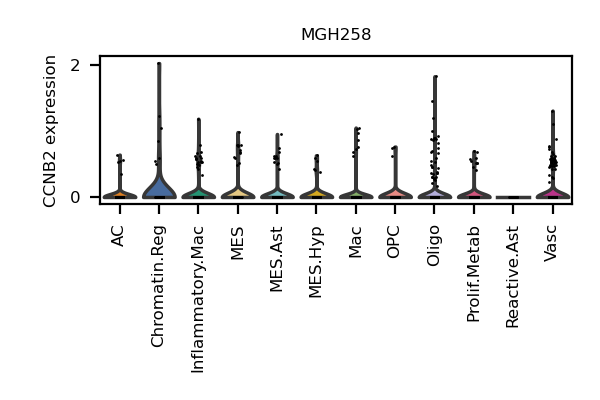 MGH258
CCNB2 expression
2
0
AC
Chromatin.Reg
Inflammatory.Mac
MES
MES.Ast
MES.Hyp
Mac
OPC
Oligo
Prolif.Metab
Reactive.Ast
Vasc